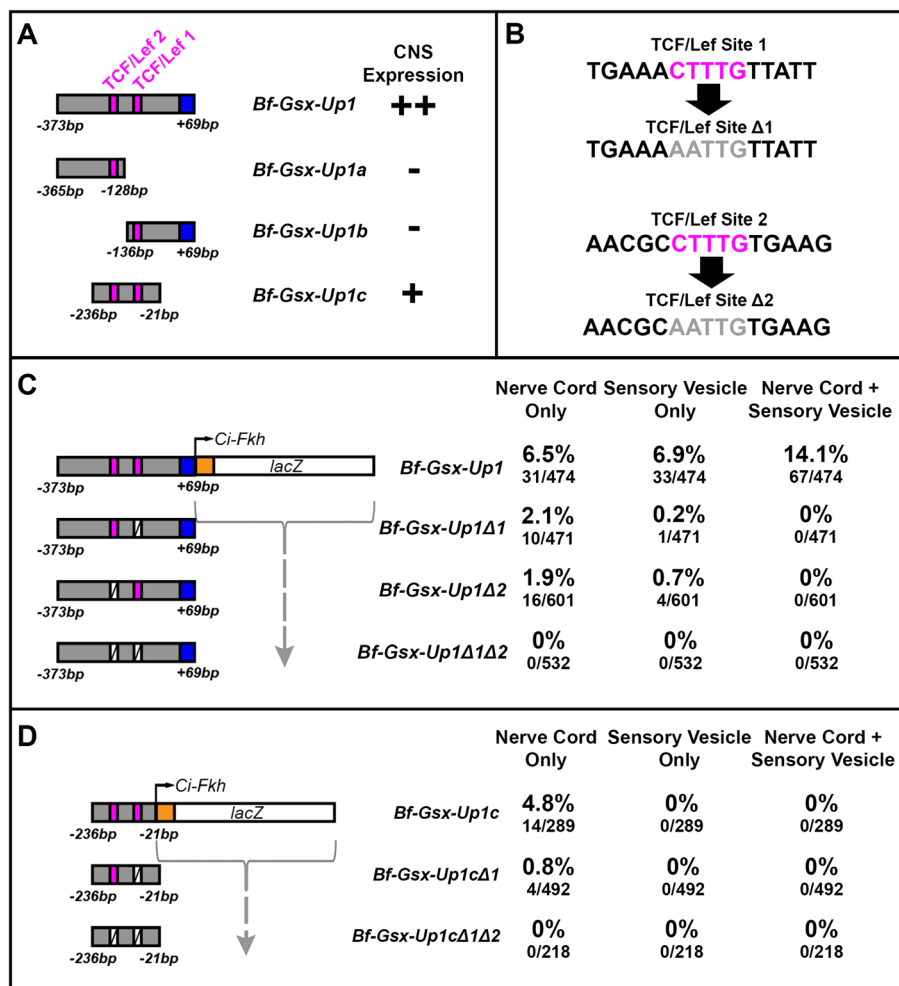 A
TCF/Lef 2
TCF/Lef 1
CNS
Expression
-373bp
+69bp
Bf-Gsx-Up1
++
-365bp
-128bp
Bf-Gsx-Up1a
-
-136bp
+69bp
Bf-Gsx-Up1b
-
-236bp
-21bp
Bf-Gsx-Up1c
+
B
TCF/Lef Site 1
TGAAACTTTGTTATT
TCF/Lef Site Δ1
TGAAAAATTGTTATT
TCF/Lef Site 2
AACGCCTTTGTGAAG
TCF/Lef Site Δ2
AACGCAATTGTGAAG
C
Nerve Cord Only
Sensory Vesicle Only
Nerve Cord + Sensory Vesicle
Ci-Fkh
lacZ
-373bp
+69bp
Bf-Gsx-Up1
6.5% 6.9% 14.1%
31/474 33/474 67/474
-373bp
+69bp
Bf-Gsx-Up1Δ1
2.1% 0.2% 0%
10/471 1/471 0/471
-373bp
+69bp
Bf-Gsx-Up1Δ2
1.9% 0.7% 0%
16/601 4/601 0/601
-373bp
+69bp
Bf-Gsx-Up1Δ1Δ2
0% 0% 0%
0/532 0/532 0/532
D
Nerve Cord Only
Sensory Vesicle Only
Nerve Cord + Sensory Vesicle
Ci-Fkh
lacZ
-236bp
-21bp
Bf-Gsx-Up1c
4.8% 0% 0%
14/289 0/289 0/289
-236bp
-21bp
Bf-Gsx-Up1cΔ1
0.8% 0% 0%
4/492 0/492 0/492
-236bp
-21bp
Bf-Gsx-Up1cΔ1Δ2
0% 0% 0%
0/218 0/218 0/218